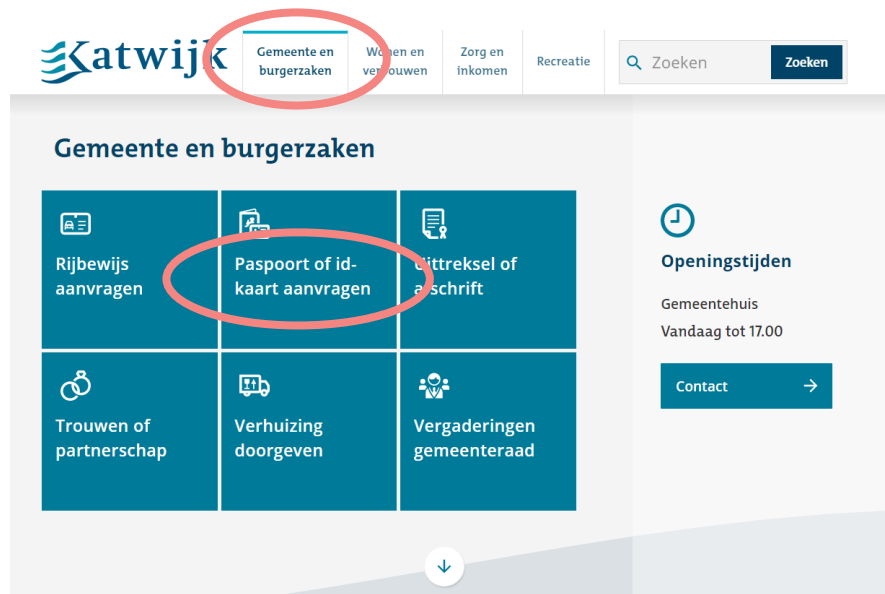 Katwijk
Gemeente en
burgerzaken
Wonen en
vertrouwen
Zorg en
inkomen
Recreatie
Zoeken
Zoeken
Gemeente en burgerzaken
Rijbewijs
aanvragen
Paspoort of id-
kaart aanvragen
Uittreksel of
afschrift
Trouwen of
partnerschap
Verhuizing
doorgeven
Vergaderingen
gemeenteraad
Openingstijden
Gemeentehuis
Vandaag tot 17.00
Contact